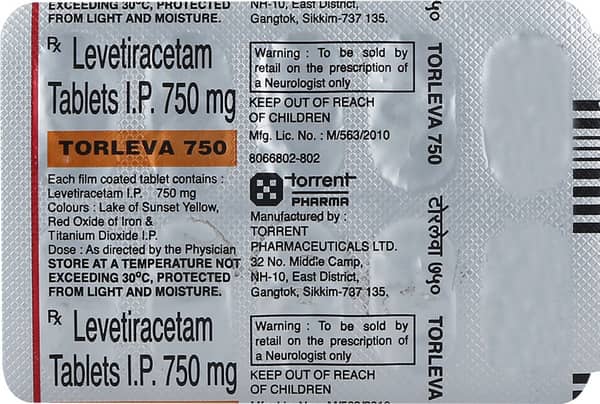 EXCEEDING 30°C, PROTECTED
FROM LIGHT AND MOISTURE.
Rx Levetiracetam
Tablets I.P. 750 mg
TORLEVA 750
Each film coated tablet contains :
Levetiracetam I.P. 750 mg
Colours : Lake of Sunset Yellow,
Red Oxide of Iron &
Titanium Dioxide I.P.
Dose : As directed by the Physician
STORE AT A TEMPERATURE NOT
EXCEEDING 30°C, PROTECTED
FROM LIGHT AND MOISTURE.
Rx Levetiracetam
Tablets I.P. 750 mg
NH-10, East District,
Gangtok, Sikkim-737 135.
Warning : To be sold by
retail on the prescription of
a Neurologist only
KEEP OUT OF REACH
OF CHILDREN
Mfg. Lic. No. : M/563/2010
8066802-802
torrent
PHARMA
Manufactured by :
TORRENT
PHARMACEUTICALS LTD.
32 No. Middle Camp,
NH-10, East District,
Gangtok, Sikkim-737 135.
Warning : To be sold by
retail on the prescription of
a Neurologist only
KEEP OUT OF REACH
OF CHILDREN
Mfg. Lic. No. : M/563/2010
७५०
TORLEVA 750
टोरलेवा ७५०
TORLEVA